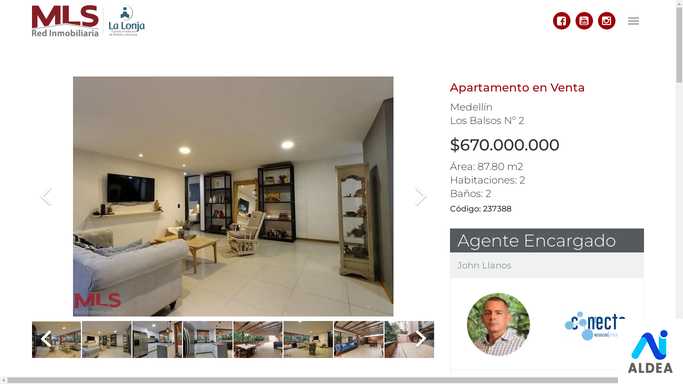 MLS
Red Inmobiliaria
La Lonja
Apartamento en Venta
Medellín
Los Balsos Nº 2
$670.000.000
Área: 87.80 m2
Habitaciones: 2
Baños: 2
Código: 237388
Agente Encargado
John Llanos
MLS
conecta
ALDEA